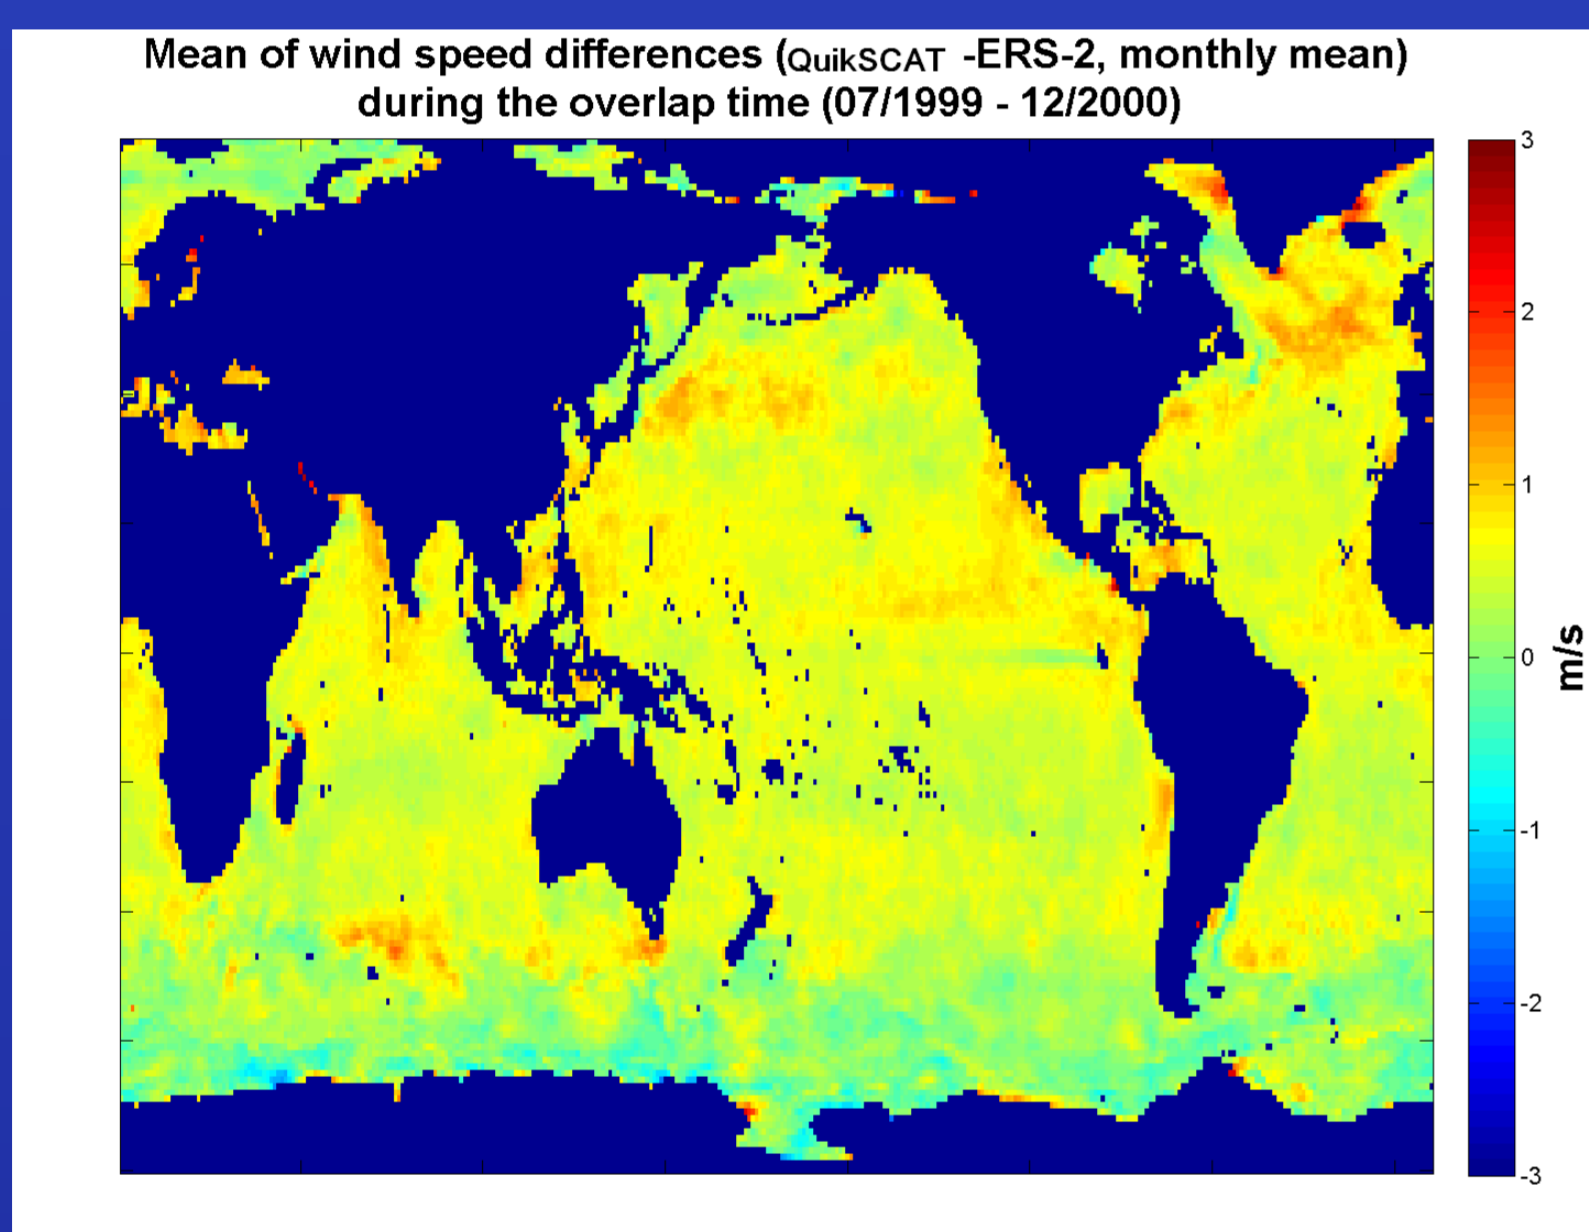 Mean of wind speed differences (QuikSCAT -ERS-2, monthly mean)
during the overlap time (07/1999 - 12/2000)
3
2
1
0
-1
-2
-3
m/s